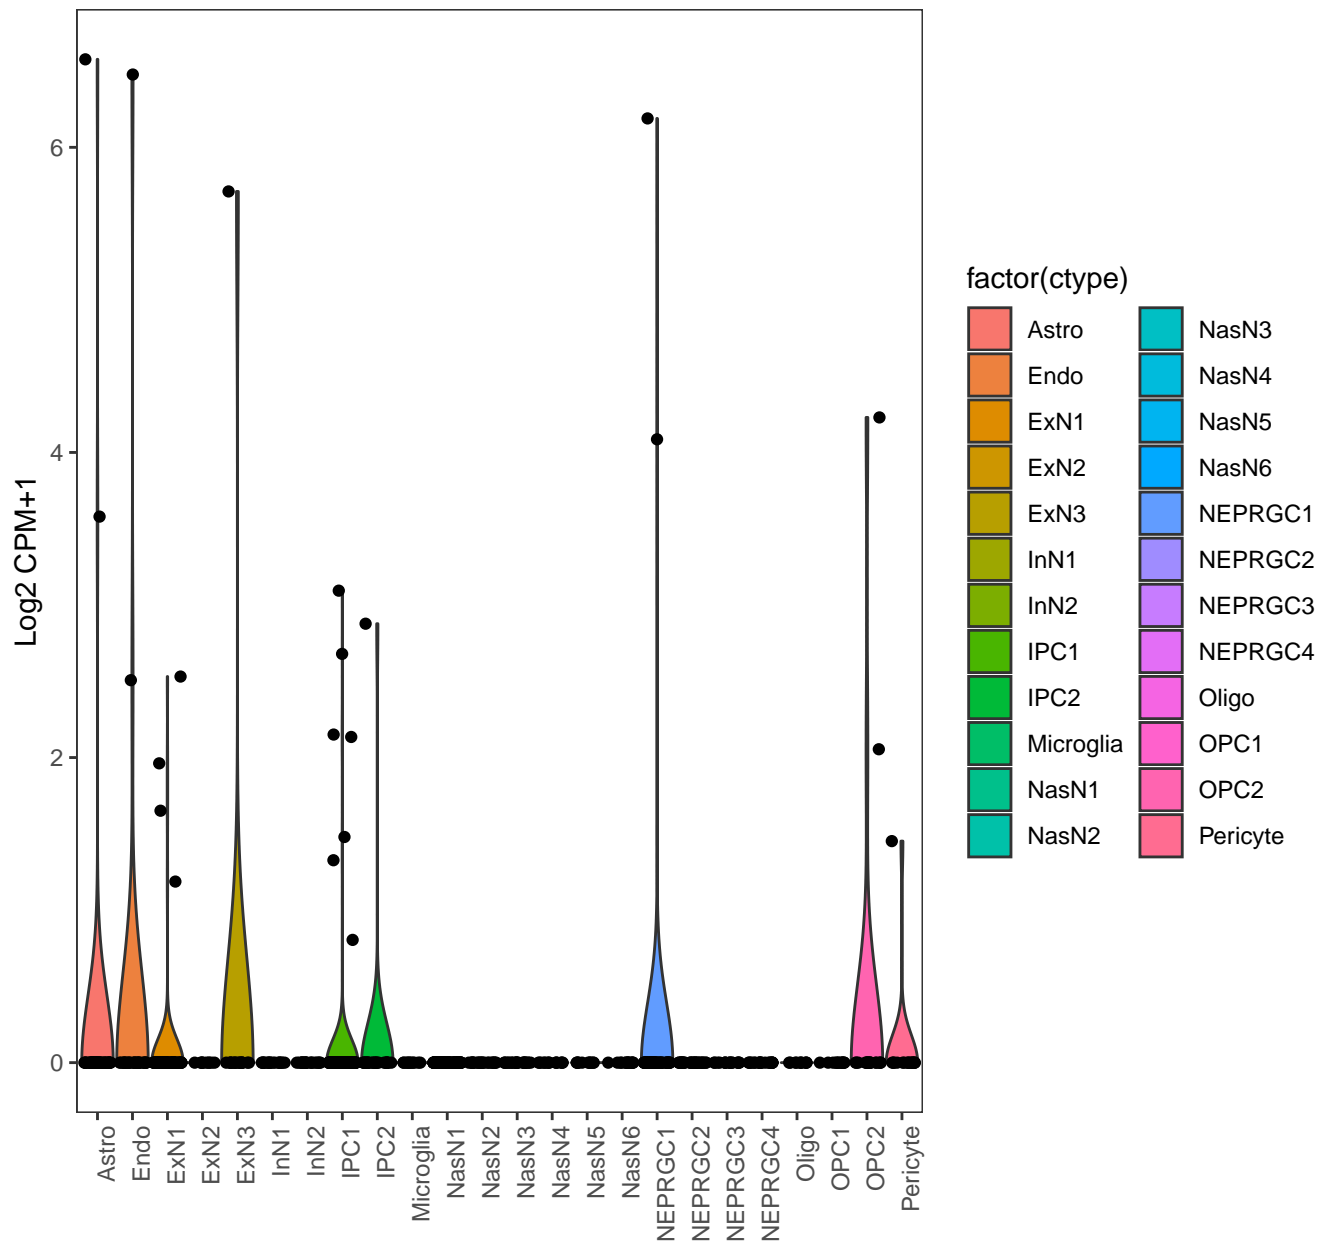 6
4
2
0
Log2 CPM+1
Astro
Endo
ExN1
ExN2
ExN3
InN1
InN2
IPC1
IPC2
Microglia
NasN1
NasN2
NasN3
NasN4
NasN5
NasN6
NEPRGC1
NEPRGC2
NEPRGC3
NEPRGC4
Oligo
OPC1
OPC2
Pericyte
factor(ctype)
Astro
Endo
ExN1
ExN2
ExN3
InN1
InN2
IPC1
IPC2
Microglia
NasN1
NasN2
NasN3
NasN4
NasN5
NasN6
NEPRGC1
NEPRGC2
NEPRGC3
NEPRGC4
Oligo
OPC1
OPC2
Pericyte